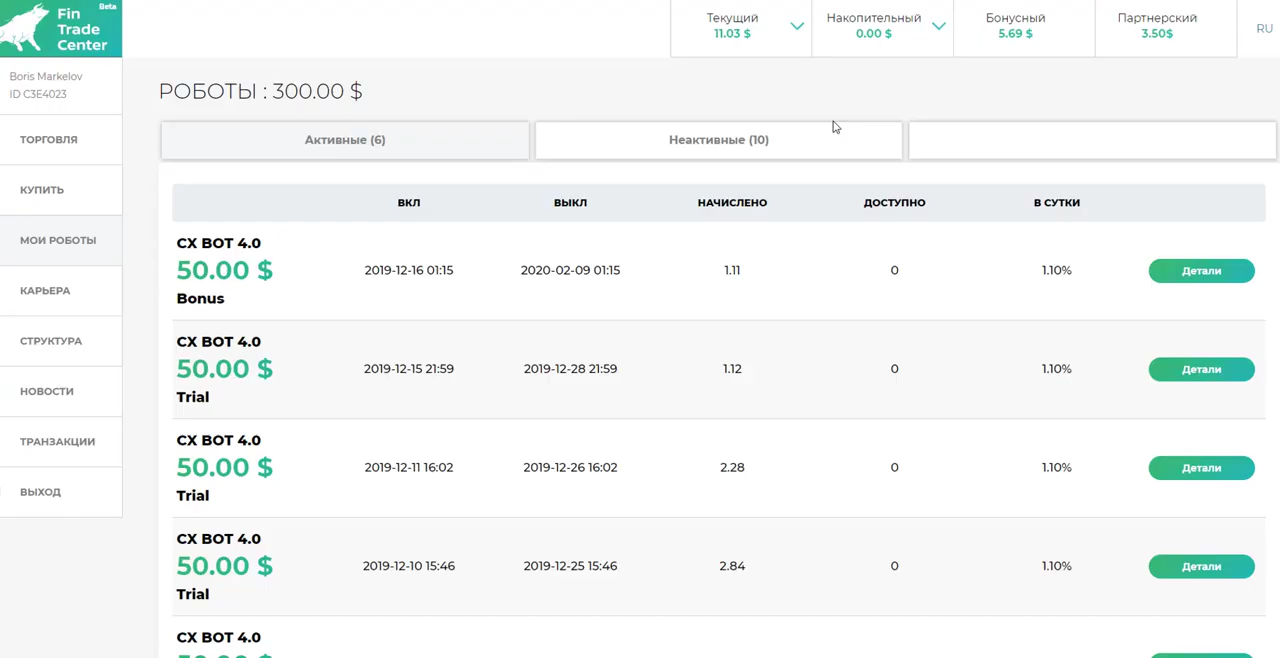 Fin
Trade
Center
Beta
Текущий
11.03 $
Накопительный
0.00 $
Бонусный
5.69 $
Партнерский
3.50$
RU
Boris Markelov
ID C3E4023
ТОРГОВЛЯ
КУПИТЬ
МОИ РОБОТЫ
КАРЬЕРА
СТРУКТУРА
НОВОСТИ
ТРАНЗАКЦИИ
ВЫХОД
РОБОТЫ : 300.00 $
Активные (6)
Неактивные (10)
ВКЛ ВЫКЛ НАЧИСЛЕНО ДОСТУПНО В СУТКИ
CX BOT 4.0
50.00 $ 2019-12-16 01:15 2020-02-09 01:15 1.11 0 1.10% Детали
Bonus
CX BOT 4.0
50.00 $ 2019-12-15 21:59 2019-12-28 21:59 1.12 0 1.10% Детали
Trial
CX BOT 4.0
50.00 $ 2019-12-11 16:02 2019-12-26 16:02 2.28 0 1.10% Детали
Trial
CX BOT 4.0
50.00 $ 2019-12-10 15:46 2019-12-25 15:46 2.84 0 1.10% Детали
Trial
CX BOT 4.0